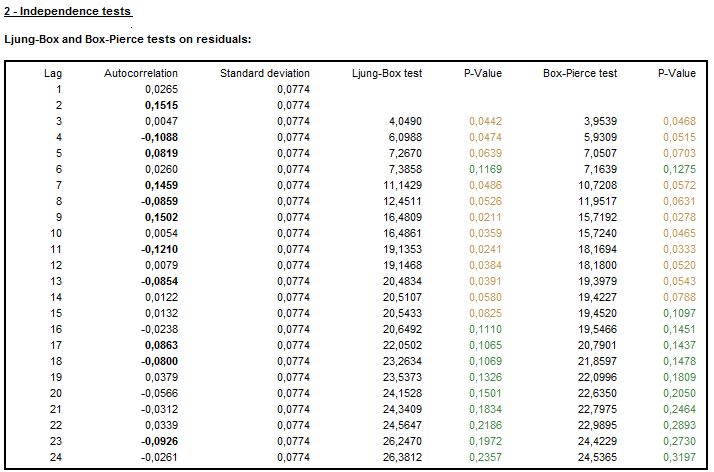 2 - Independence tests
Ljung-Box and Box-Pierce tests on residuals:
Lag Autocorrelation Standard deviation Ljung-Box test P-Value Box-Pierce test P-Value
1 0,0265 0,0774
2 0,1515 0,0774
3 0,0047 0,0774 4,0490 0,0442 3,9539 0,0468
4 -0,1088 0,0774 6,0988 0,0474 5,9309 0,0515
5 0,0819 0,0774 7,2670 0,0639 7,0507 0,0703
6 0,0260 0,0774 7,3858 0,1169 7,1639 0,1275
7 0,1459 0,0774 11,1429 0,0486 10,7208 0,0572
8 -0,0859 0,0774 12,4511 0,0526 11,9517 0,0631
9 0,1502 0,0774 16,4809 0,0211 15,7192 0,0278
10 0,0054 0,0774 16,4861 0,0359 15,7240 0,0465
11 -0,1210 0,0774 19,1353 0,0241 18,1694 0,0333
12 0,0079 0,0774 19,1468 0,0384 18,1800 0,0520
13 -0,0854 0,0774 20,4834 0,0391 19,3979 0,0543
14 0,0122 0,0774 20,5107 0,0580 19,4227 0,0788
15 0,0132 0,0774 20,5433 0,0825 19,4520 0,1097
16 -0,0238 0,0774 20,6492 0,1110 19,5466 0,1451
17 0,0863 0,0774 22,0502 0,1065 20,7901 0,1437
18 -0,0800 0,0774 23,2634 0,1069 21,8597 0,1478
19 0,0379 0,0774 23,5373 0,1326 22,0996 0,1809
20 -0,0566 0,0774 24,1528 0,1501 22,6350 0,2050
21 -0,0312 0,0774 24,3409 0,1834 22,7975 0,2464
22 0,0339 0,0774 24,5647 0,2186 22,9895 0,2893
23 -0,0926 0,0774 26,2470 0,1972 24,4229 0,2730
24 -0,0261 0,0774 26,3812 0,2357 24,5365 0,3197